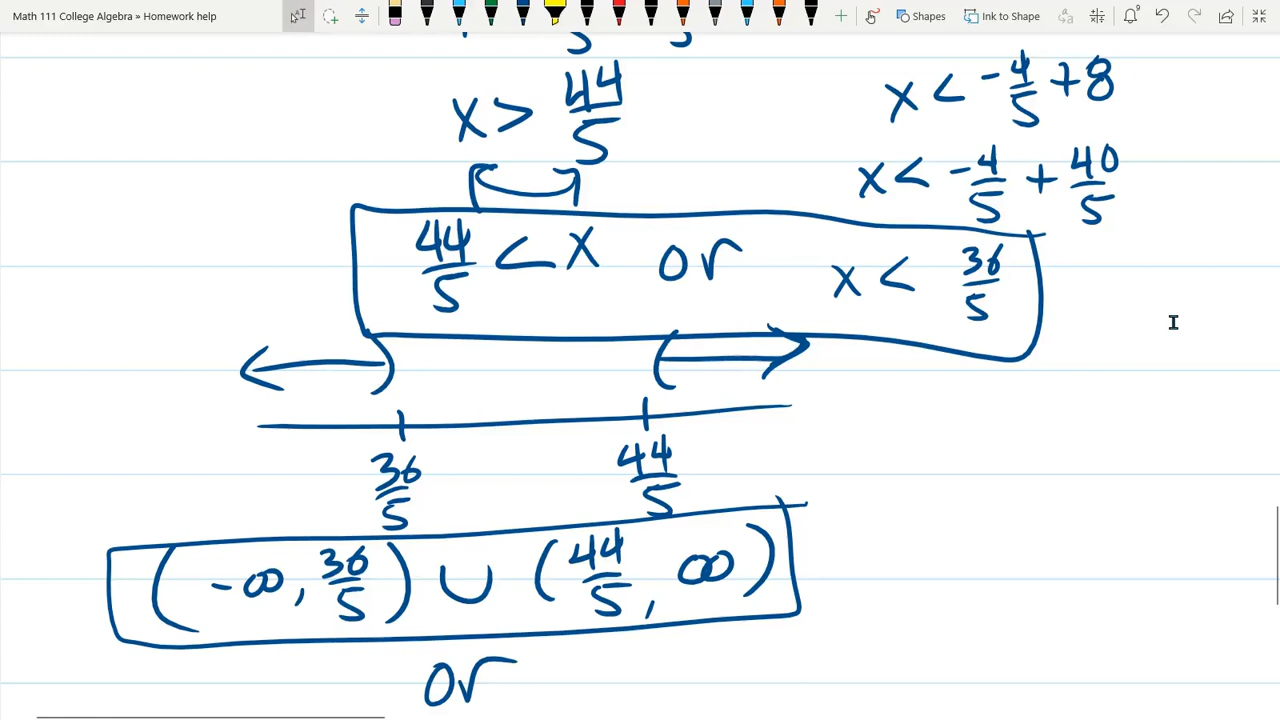 Math 111 College Algebra » Homework help
Shapes
Ink to Shape
x > 44/5
x < -4/5 + 8
x < -4/5 + 40/5
44/5 < x or x < 36/5
36/5 44/5
(-∞, 36/5) ∪ (44/5, ∞)
or